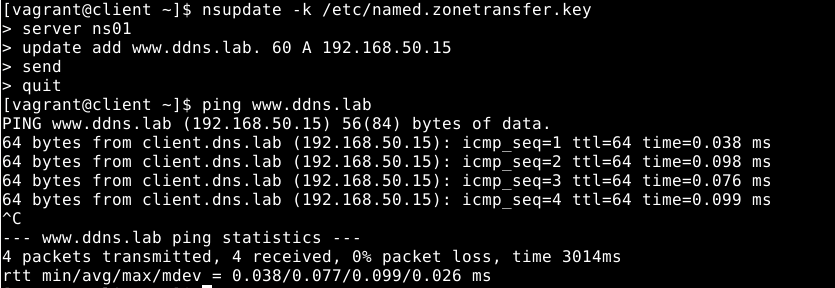 [vagrant@client ~]$ nsupdate -k /etc/named.zonetransfer.key
> server ns01
> update add www.ddns.lab. 60 A 192.168.50.15
> send
> quit
[vagrant@client ~]$ ping www.ddns.lab
PING www.ddns.lab (192.168.50.15) 56(84) bytes of data.
64 bytes from client.dns.lab (192.168.50.15): icmp_seq=1 ttl=64 time=0.038 ms
64 bytes from client.dns.lab (192.168.50.15): icmp_seq=2 ttl=64 time=0.098 ms
64 bytes from client.dns.lab (192.168.50.15): icmp_seq=3 ttl=64 time=0.076 ms
64 bytes from client.dns.lab (192.168.50.15): icmp_seq=4 ttl=64 time=0.099 ms
^C
--- www.ddns.lab ping statistics ---
4 packets transmitted, 4 received, 0% packet loss, time 3014ms
rtt min/avg/max/mdev = 0.038/0.077/0.099/0.026 ms